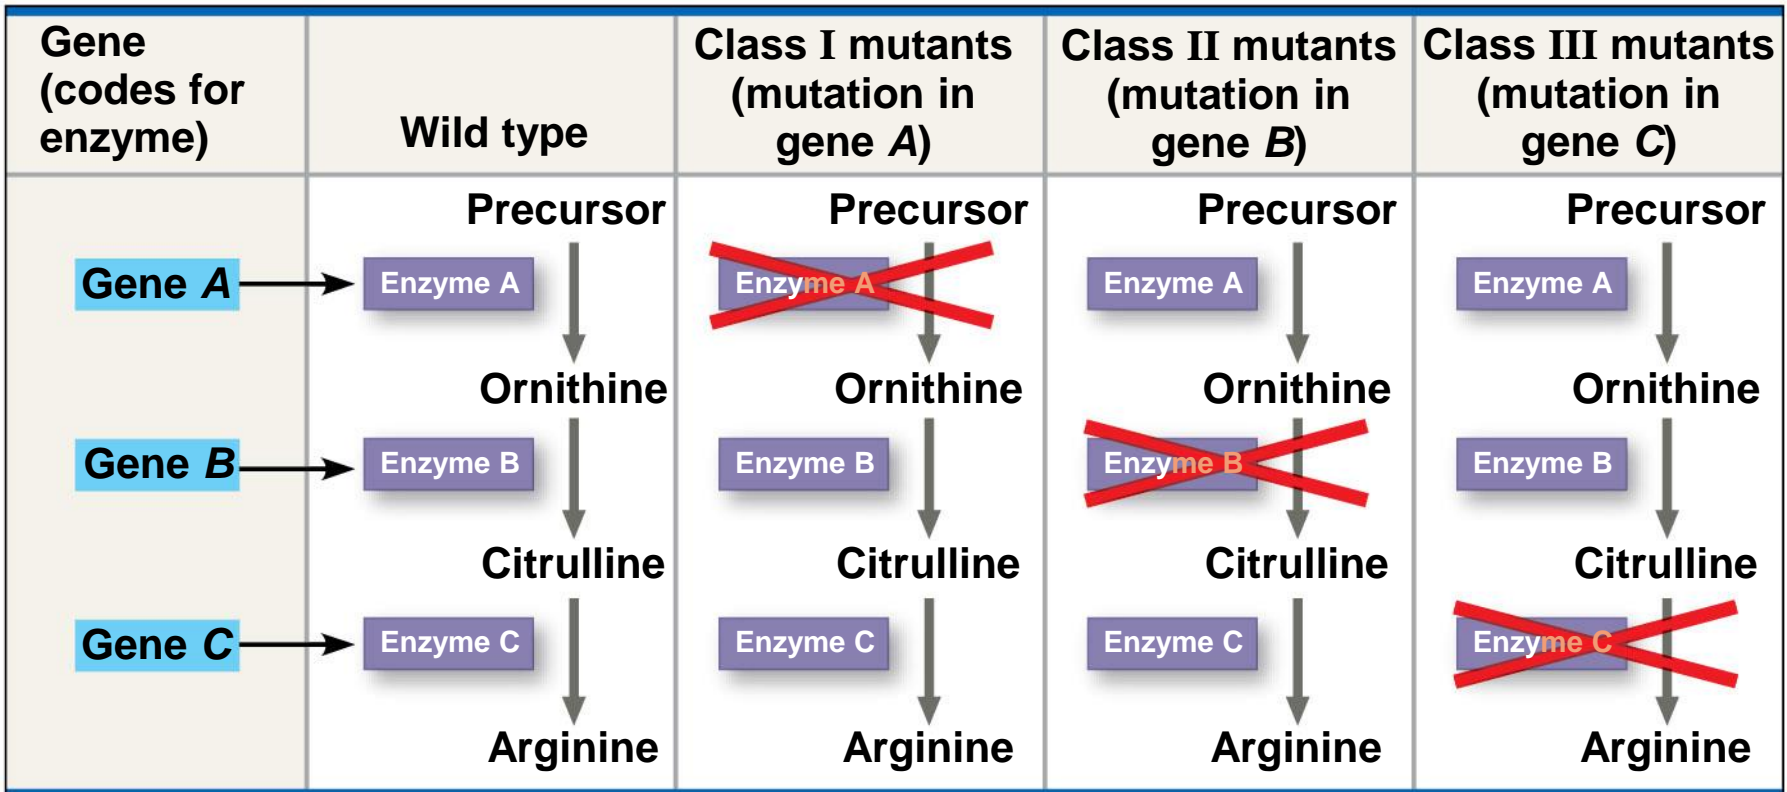 Gene
(codes for
enzyme)
Wild type
Class I mutants
(mutation in
gene A)
Class II mutants
(mutation in
gene B)
Class III mutants
(mutation in
gene C)
Precursor
Precursor
Precursor
Precursor
Gene A
Enzyme A
Enzyme A
Enzyme A
Enzyme A
Ornithine
Ornithine
Ornithine
Ornithine
Gene B
Enzyme B
Enzyme B
Enzyme B
Enzyme B
Citrulline
Citrulline
Citrulline
Citrulline
Gene C
Enzyme C
Enzyme C
Enzyme C
Enzyme C
Arginine
Arginine
Arginine
Arginine